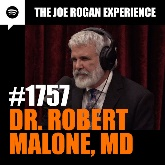 THE JOE ROGAN EXPERIENCE
#1757
DR. ROBERT
MALONE, MD